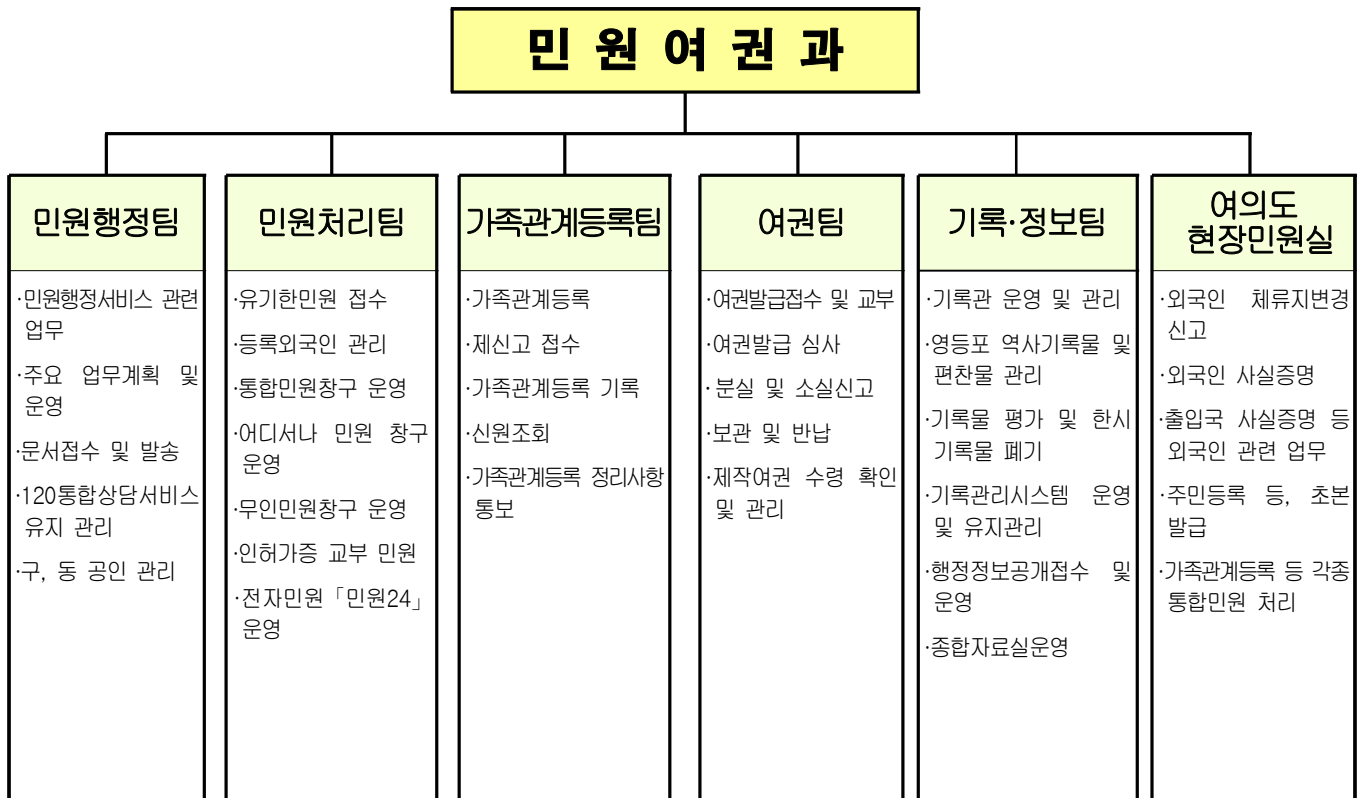 민 원 여 권 과
민원행정팀
·민원행정서비스 관련
업무
·주요 업무계획 및
운영
·문서접수 및 발송
·120통합상담서비스
유지 관리
·구, 동 공인 관리
민원처리팀
·유기한민원 접수
·등록외국인 관리
·통합민원창구 운영
·어디서나 민원 창구
운영
·무인민원창구 운영
·인허가증 교부 민원
·전자민원「민원24」
운영
가족관계등록팀
·가족관계등록
·제신고 접수
·가족관계등록 기록
·신원조회
·가족관계등록 정리사항
통보
여권팀
·여권발급접수 및 교부
·여권발급 심사
·분실 및 소실신고
·보관 및 반납
·제작여권 수령 확인
및 관리
기록·정보팀
·기록관 운영 및 관리
·영등포 역사기록물 및
편찬물 관리
·기록물 평가 및 한시
기록물 폐기
·기록관리시스템 운영
및 유지관리
·행정정보공개접수 및
운영
·종합자료실운영
여의도
현장민원실
·외국인 체류지변경
신고
·외국인 사실증명
·출입국 사실증명 등
외국인 관련 업무
·주민등록 등, 초본
발급
·가족관계등록 등 각종
통합민원 처리